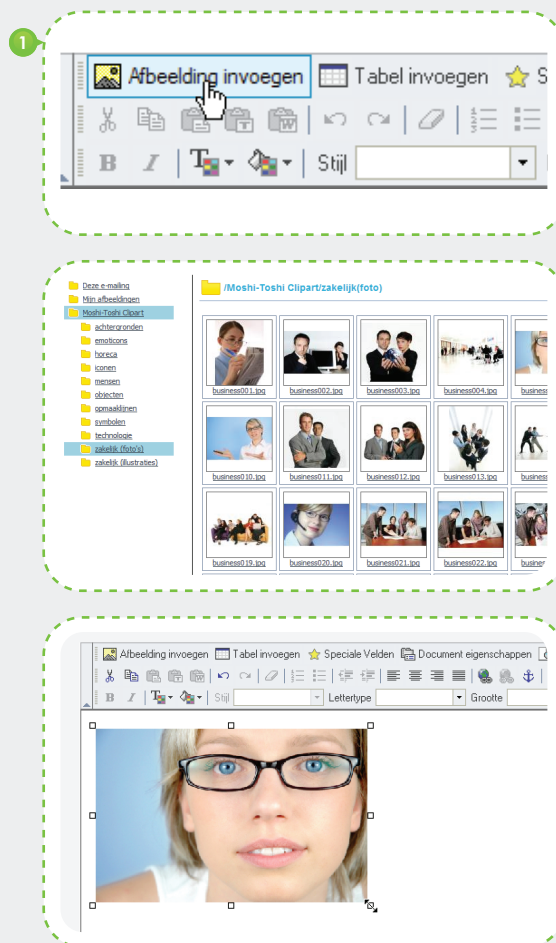 1
Afbeelding invoegen Tabel invoegen S
B I T Stijl
Deze e-mailing
Mijn afbeeldingen
Moshi-Toshi Clipart
achtergronden
emoticons
horeca
iconen
mensen
objecten
opmaaklijnen
symbolen
technologie
zakelijk (foto's)
zakelijk (illustraties)
/Moshi-Toshi Clipart/zakelijk(foto)
business001.jpg business002.jpg business003.jpg business004.jpg business
business010.jpg business011.jpg business012.jpg business013.jpg business
business019.jpg business020.jpg business021.jpg business022.jpg business
Afbeelding invoegen Tabel invoegen Speciale Velden Document eigenschappen
B I T Stijl Lettertype Grootte